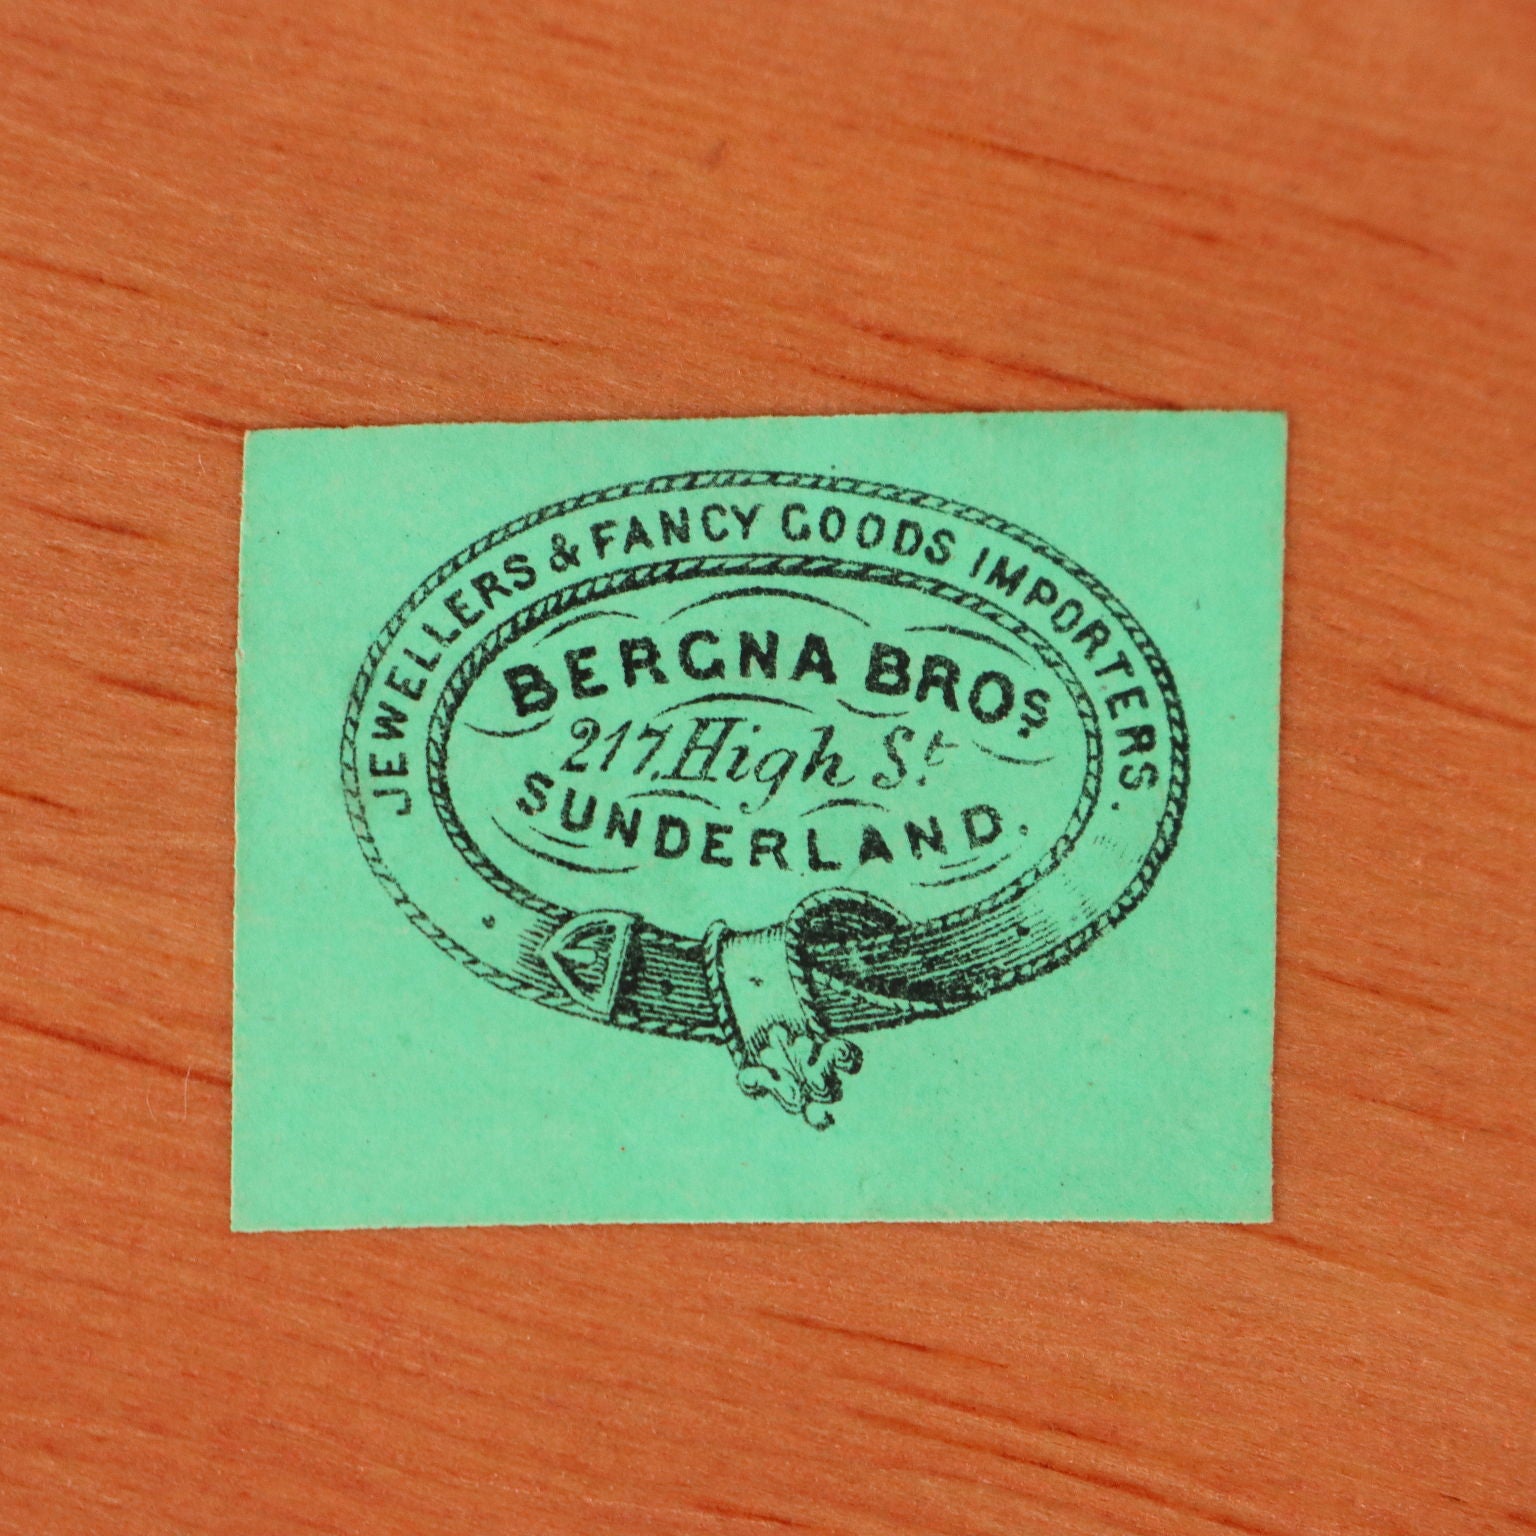 JEWELLERS & FANCY GOODS IMPORTERS.
BERGNA BROS.
217, High St.
SUNDERLAND.